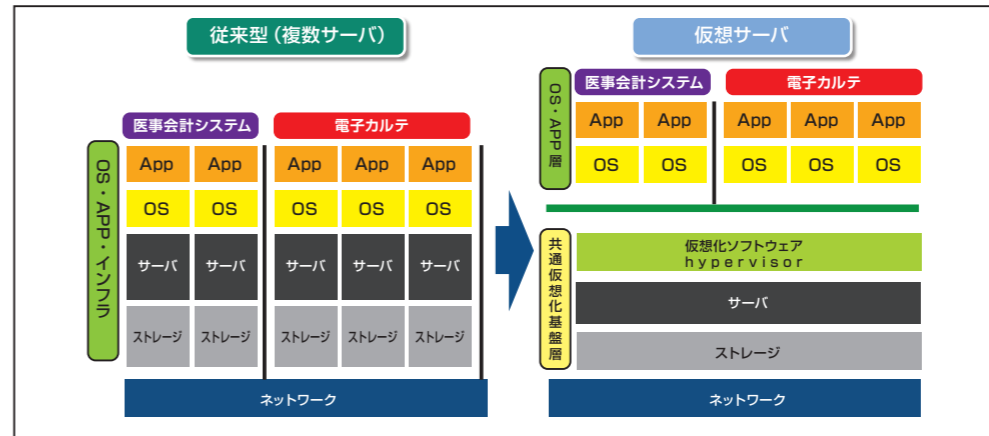 従来型(複数サーバ)
医事会計システム
電子カルテ
OS・APP・インフラ
App App App App App
OS OS OS OS OS
サーバ サーバ サーバ サーバ サーバ
ストレージ ストレージ ストレージ ストレージ ストレージ
ネットワーク
仮想サーバ
OS・APP層
医事会計システム
電子カルテ
App App App App App
OS OS OS OS OS
共通仮想化基盤層
仮想化ソフトウェア
hypervisor
サーバ
ストレージ
ネットワーク